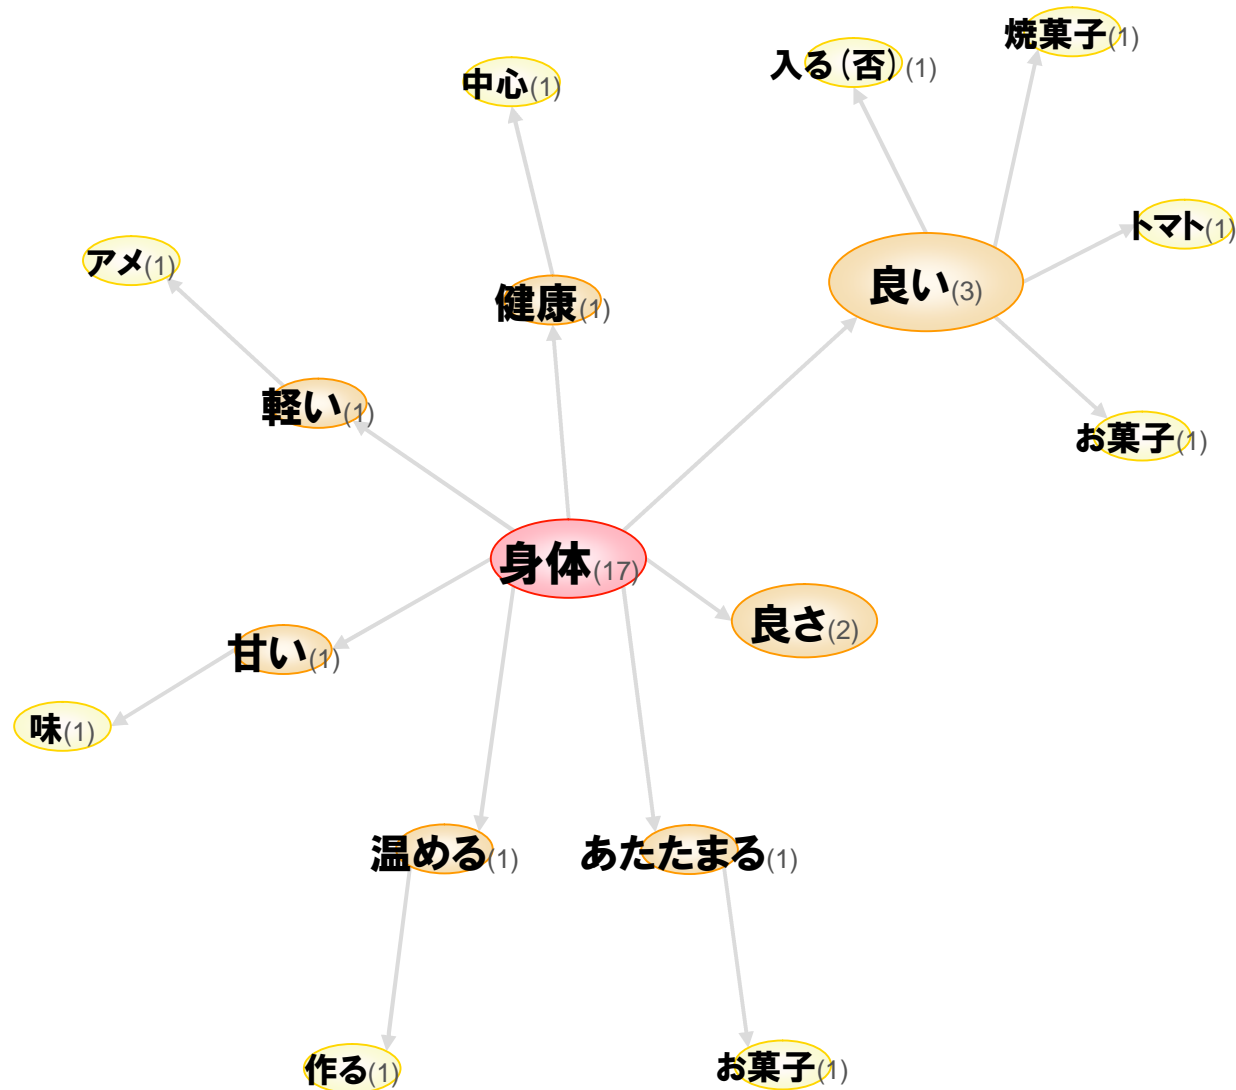 焼菓子(1)
入る(否)(1)
中心(1)
トマト(1)
アメ(1)
良い(3)
健康(1)
軽い(1)
お菓子(1)
身体(17)
良さ(2)
甘い(1)
味(1)
温める(1)
あたたまる(1)
作る(1)
お菓子(1)